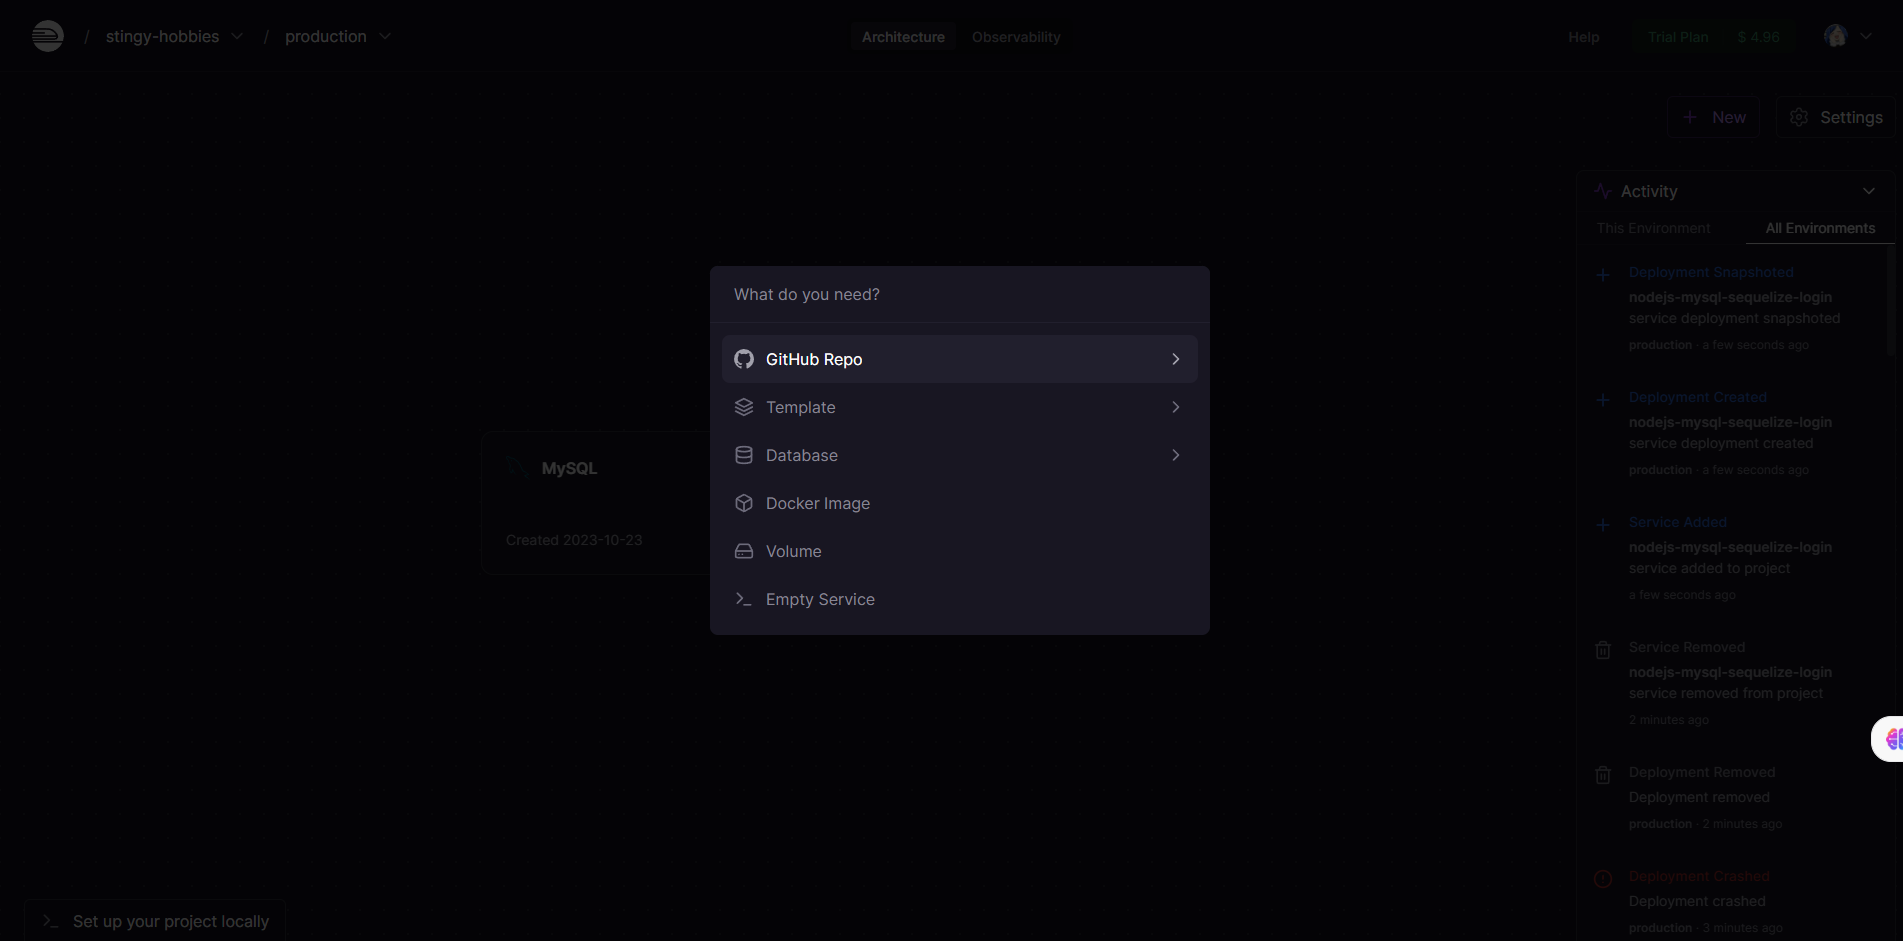 / stingy-hobbies / production
Architecture Observability
Help Trial Plan $ 4.96
New Settings
Activity
This Environment All Environments
Deployment Snapshoted
nodejs-mysql-sequelize-login
service deployment snapshoted
production · a few seconds ago
Deployment Created
nodejs-mysql-sequelize-login
service deployment created
production · a few seconds ago
Service Added
nodejs-mysql-sequelize-login
service added to project
a few seconds ago
Service Removed
nodejs-mysql-sequelize-login
service removed from project
2 minutes ago
Deployment Removed
Deployment removed
production · 2 minutes ago
Deployment Crashed
Deployment crashed
production · 3 minutes ago
What do you need?
GitHub Repo
Template
Database
Docker Image
Volume
Empty Service
MySQL
Created 2023-10-23
Set up your project locally